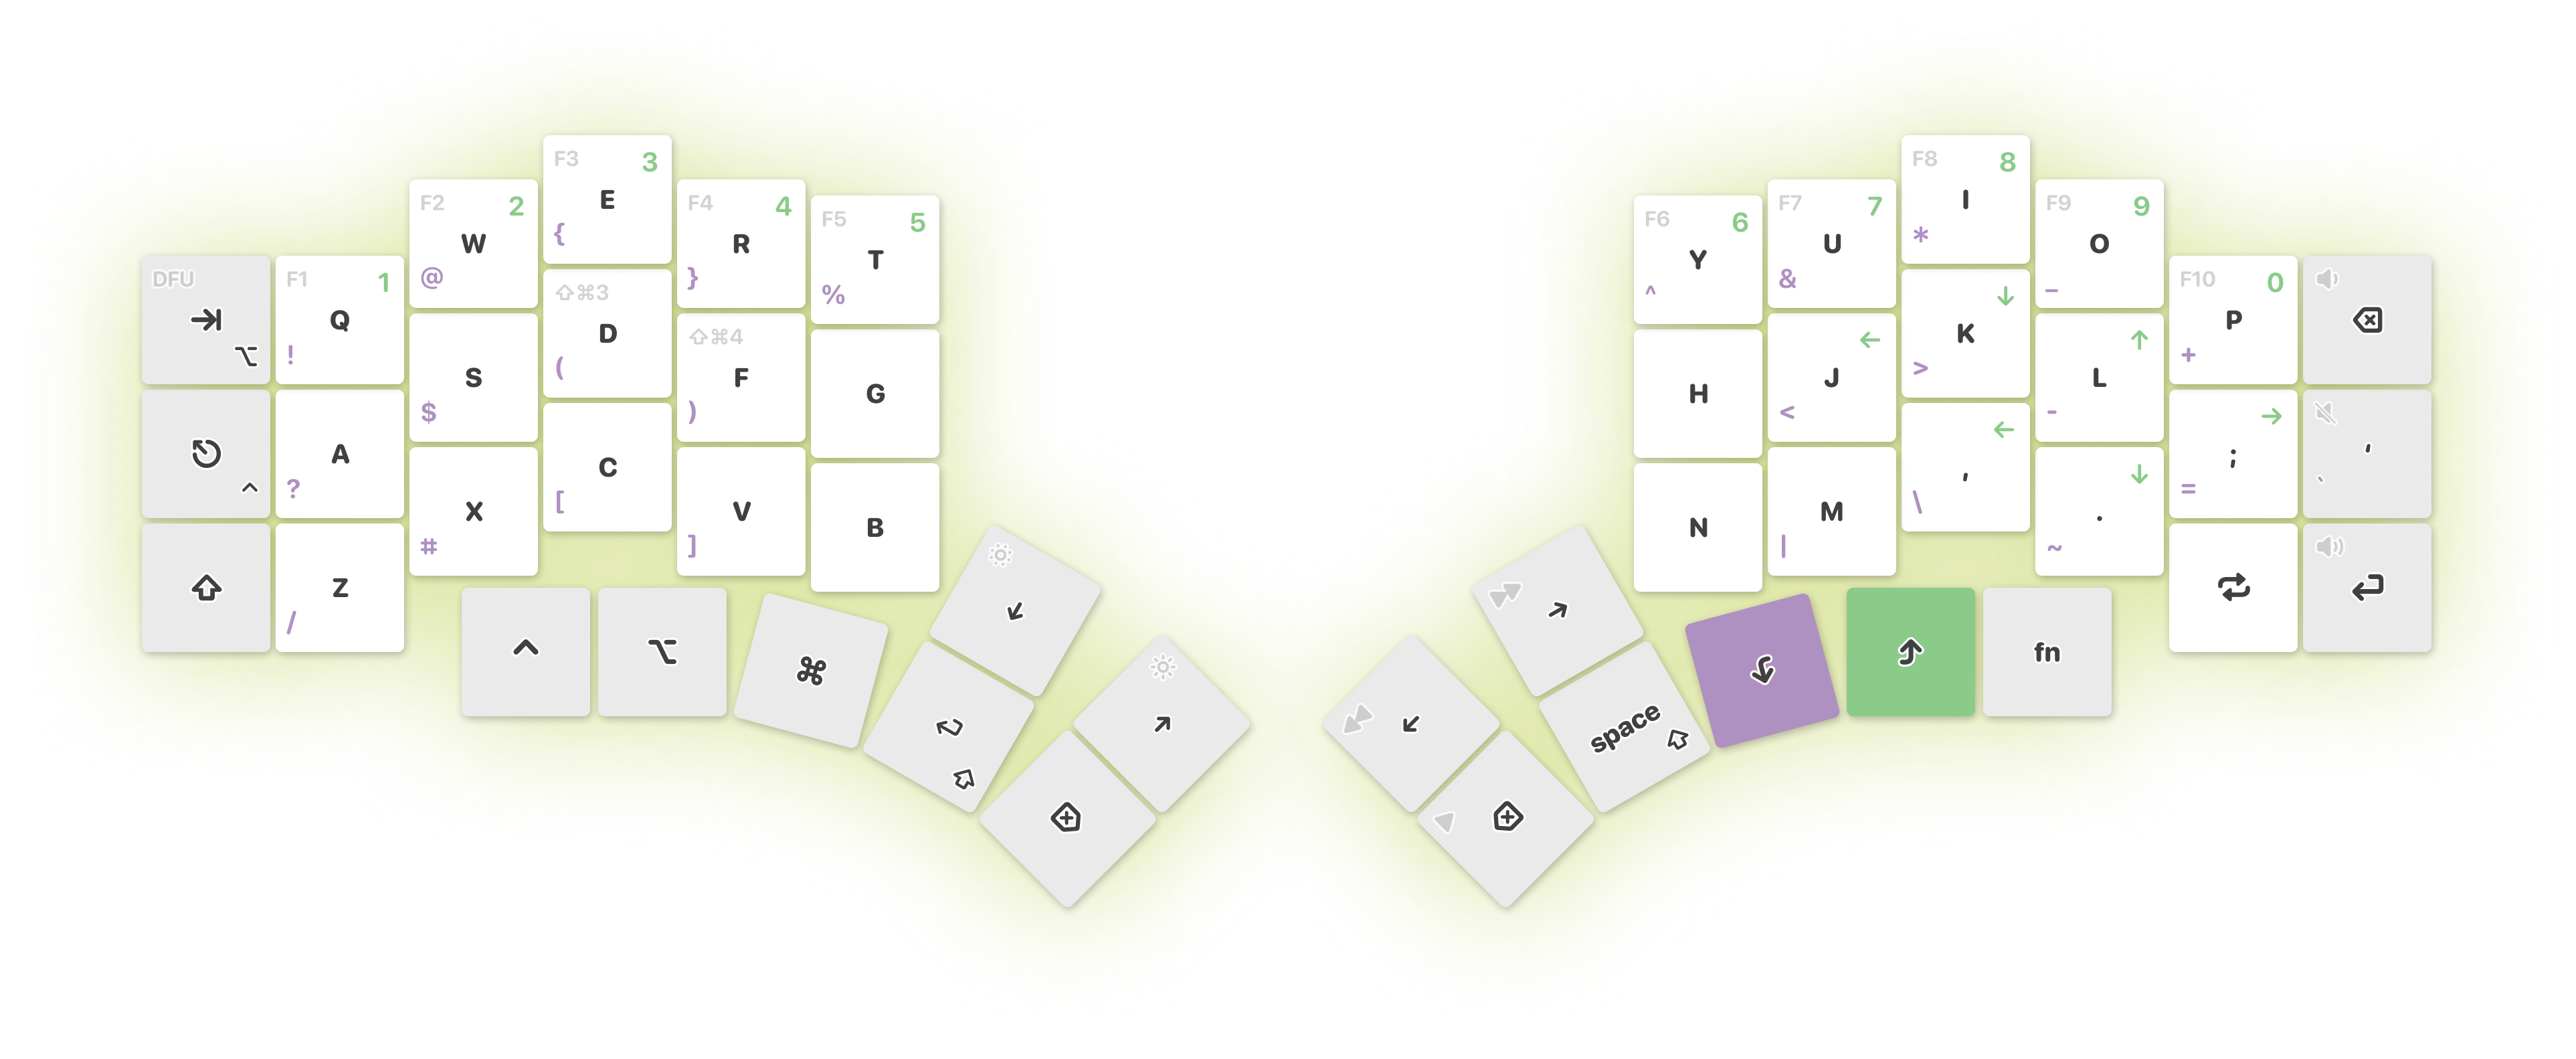 F3 3
E
{
F2 2
W
@
F4 4
R
}
F5 5
T
%
DFU
⇥
⌥
F1 1
Q
!
⇧⌘3
D
(
S
$
⇧⌘4
F
)
G
^
A
?
C
[
X
#
V
]
B
⇧
Z
/
^
⌥
⌘
F8 8
I
*
F7 7
U
&
F9 9
O
_
F6 6
Y
^
F10 0
P
+
⌫
↓
K
>
←
J
<
↑
L
-
H
→
;
=
'
`
←
,
\
M
|
↓
.
~
N
space
fn